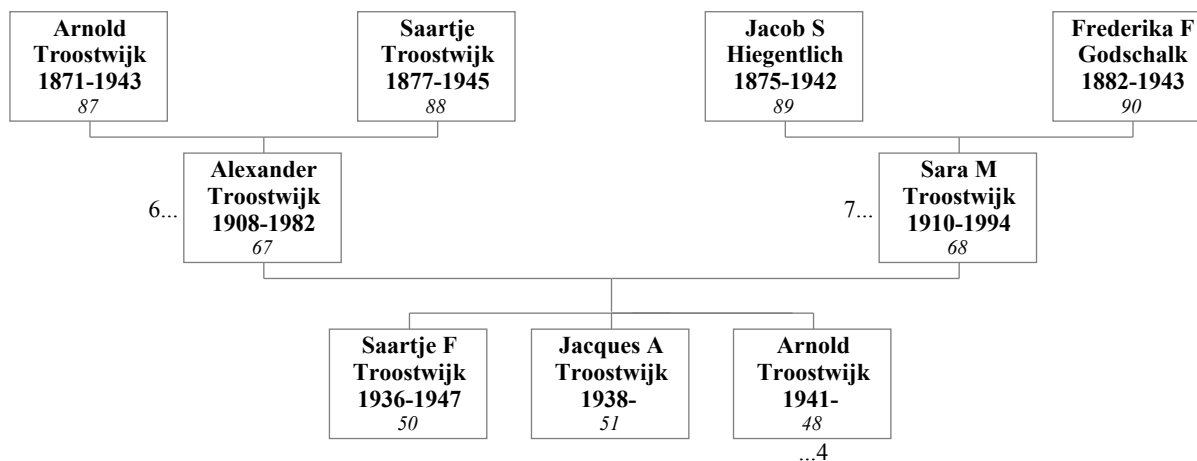 Arnold
Troostwijk
1871-1943
87
Saartje
Troostwijk
1877-1945
88
Jacob S
Hiegentlich
1875-1942
89
Frederika F
Godschalk
1882-1943
90
6...
Alexander
Troostwijk
1908-1982
67
7...
Sara M
Troostwijk
1910-1994
68
Saartje F
Troostwijk
1936-1947
50
Jacques A
Troostwijk
1938-
51
Arnold
Troostwijk
1941-
48
...4